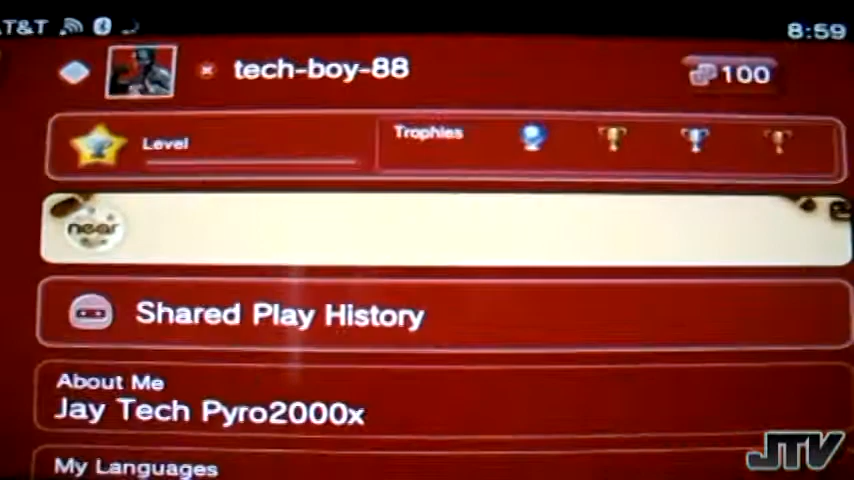 AT&T
8:59
tech-boy-88
100
Level
Trophies
near
Shared Play History
About Me
Jay Tech Pyro2000x
My Languages
JTV